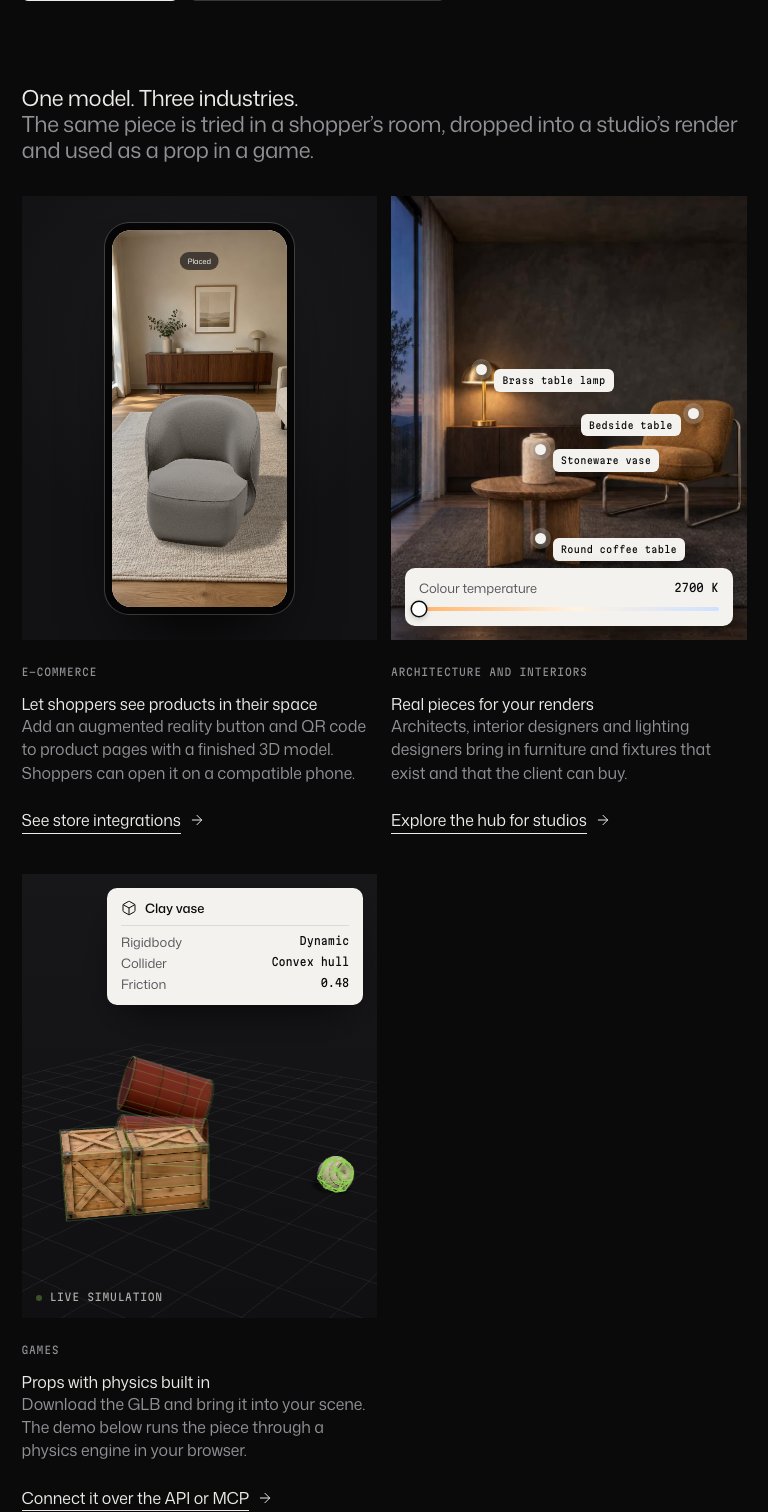 One model. Three industries.
The same piece is tried in a shopper’s room, dropped into a studio’s render
and used as a prop in a game.
Placed
Brass table lamp
Bedside table
Stoneware vase
Round coffee table
Colour temperature 2700 K
E-COMMERCE
Let shoppers see products in their space
Add an augmented reality button and QR code
to product pages with a finished 3D model.
Shoppers can open it on a compatible phone.
See store integrations →
ARCHITECTURE AND INTERIORS
Real pieces for your renders
Architects, interior designers and lighting
designers bring in furniture and fixtures that
exist and that the client can buy.
Explore the hub for studios →
Clay vase
Rigidbody Dynamic
Collider Convex hull
Friction 0.48
LIVE SIMULATION
GAMES
Props with physics built in
Download the GLB and bring it into your scene.
The demo below runs the piece through a
physics engine in your browser.
Connect it over the API or MCP →